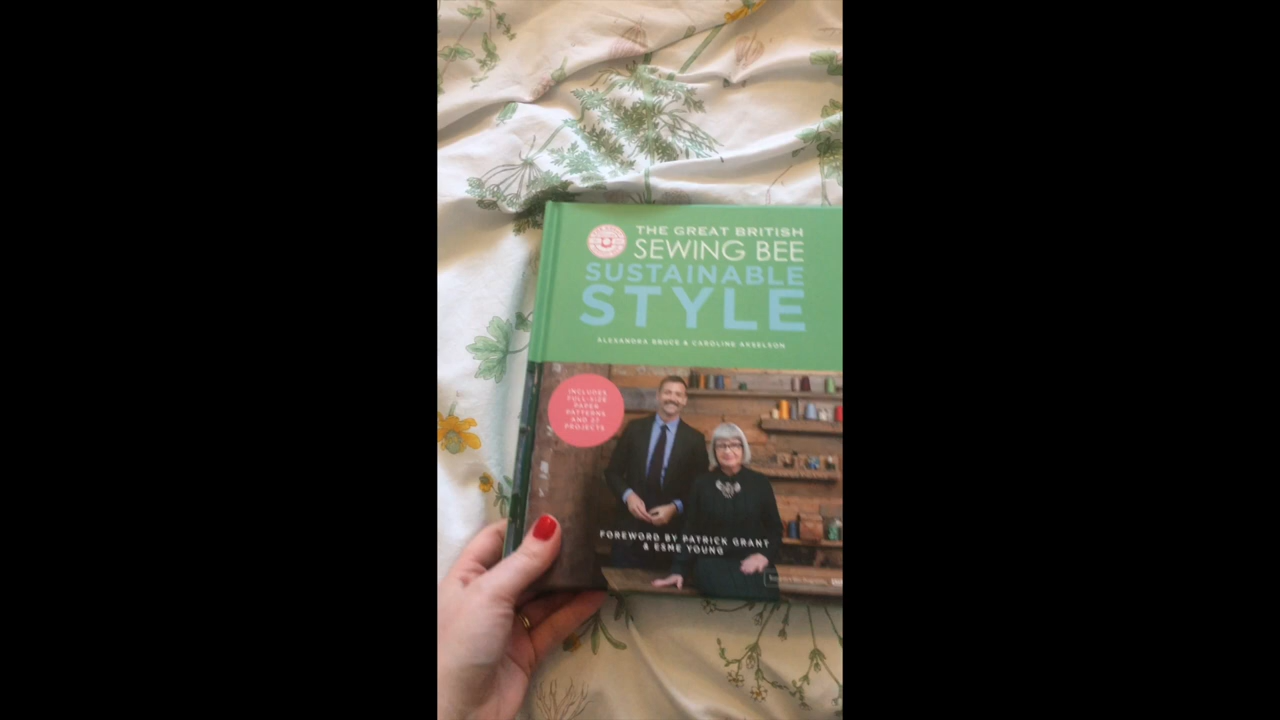 THE GREAT BRITISH
SEWING BEE
SUSTAINABLE
STYLE
ALEXANDRA BRUCE & CAROLINE AKSELSON
INCLUDES
FULL-SIZE
PAPER
PATTERNS
AND 27
PROJECTS
FOREWORD BY PATRICK GRANT
& ESME YOUNG